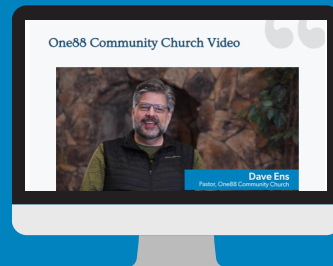 One88 Community Church Video
Dave Ens
Pastor, One88 Community Church